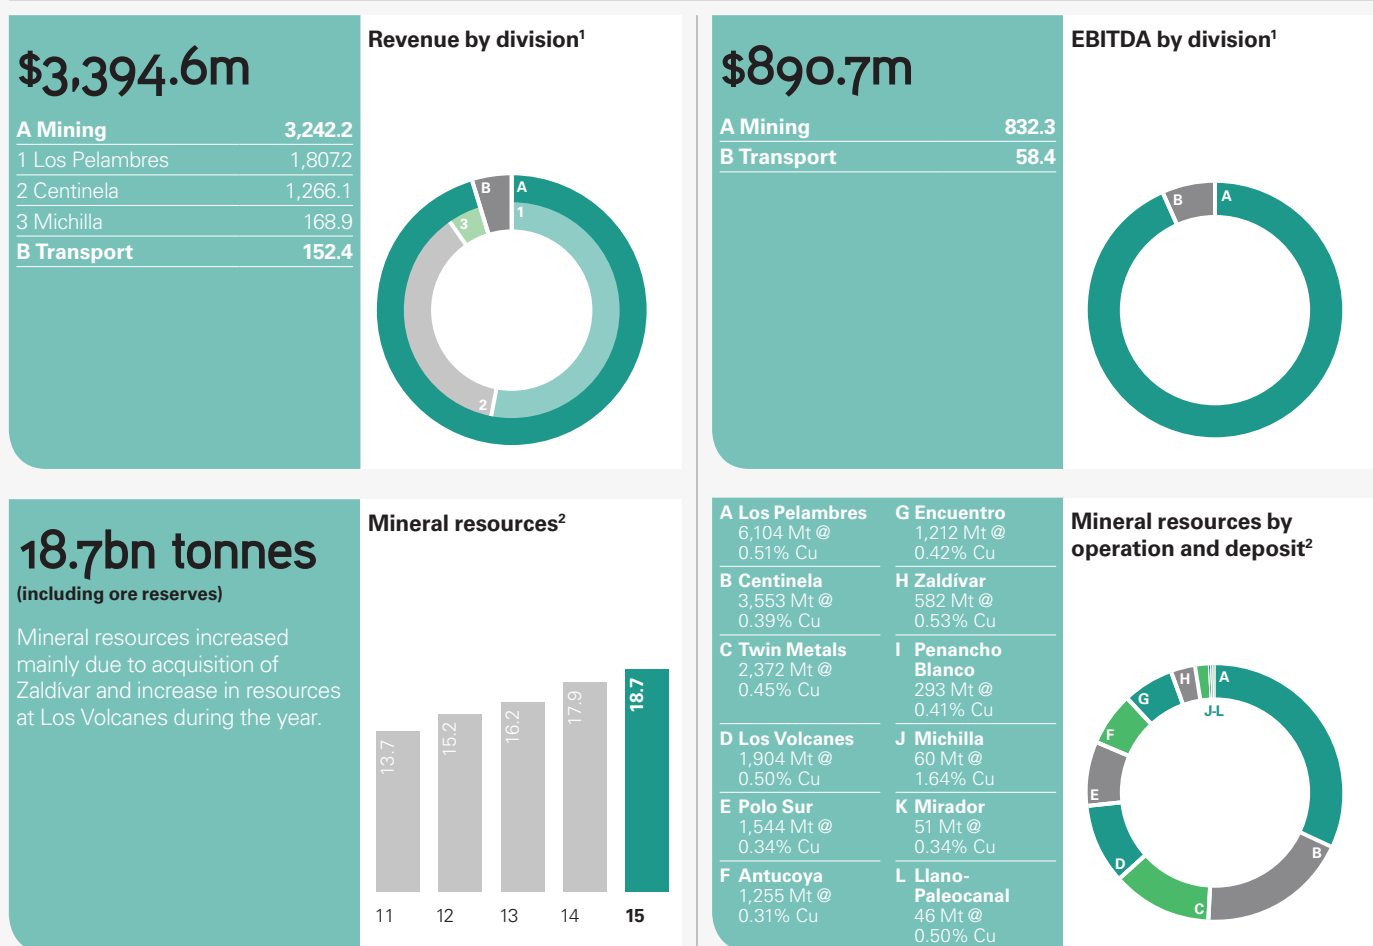 $3,394.6m
A Mining 3,242.2
1 Los Pelambres 1,807.2
2 Centinela 1,266.1
3 Michilla 168.9
B Transport 152.4
Revenue by division¹
B A
1
3
2
$890.7m
A Mining 832.3
B Transport 58.4
EBITDA by division¹
B A
18.7bn tonnes
(including ore reserves)
Mineral resources increased
mainly due to acquisition of
Zaldívar and increase in resources
at Los Volcanes during the year.
Mineral resources²
13.7
15.2
16.2
17.9
18.7
11 12 13 14 15
A Los Pelambres
6,104 Mt @
0.51% Cu
B Centinela
3,553 Mt @
0.39% Cu
C Twin Metals
2,372 Mt @
0.45% Cu
D Los Volcanes
1,904 Mt @
0.50% Cu
E Polo Sur
1,544 Mt @
0.34% Cu
F Antucoya
1,255 Mt @
0.31% Cu
G Encuentro
1,212 Mt @
0.42% Cu
H Zaldívar
582 Mt @
0.53% Cu
I Penancho
Blanco
293 Mt @
0.41% Cu
J Michilla
60 Mt @
1.64% Cu
K Mirador
51 Mt @
0.34% Cu
L Llano-
Paleocanal
46 Mt @
0.50% Cu
Mineral resources by
operation and deposit²
H A
G
J-L
F
E
B
D
C